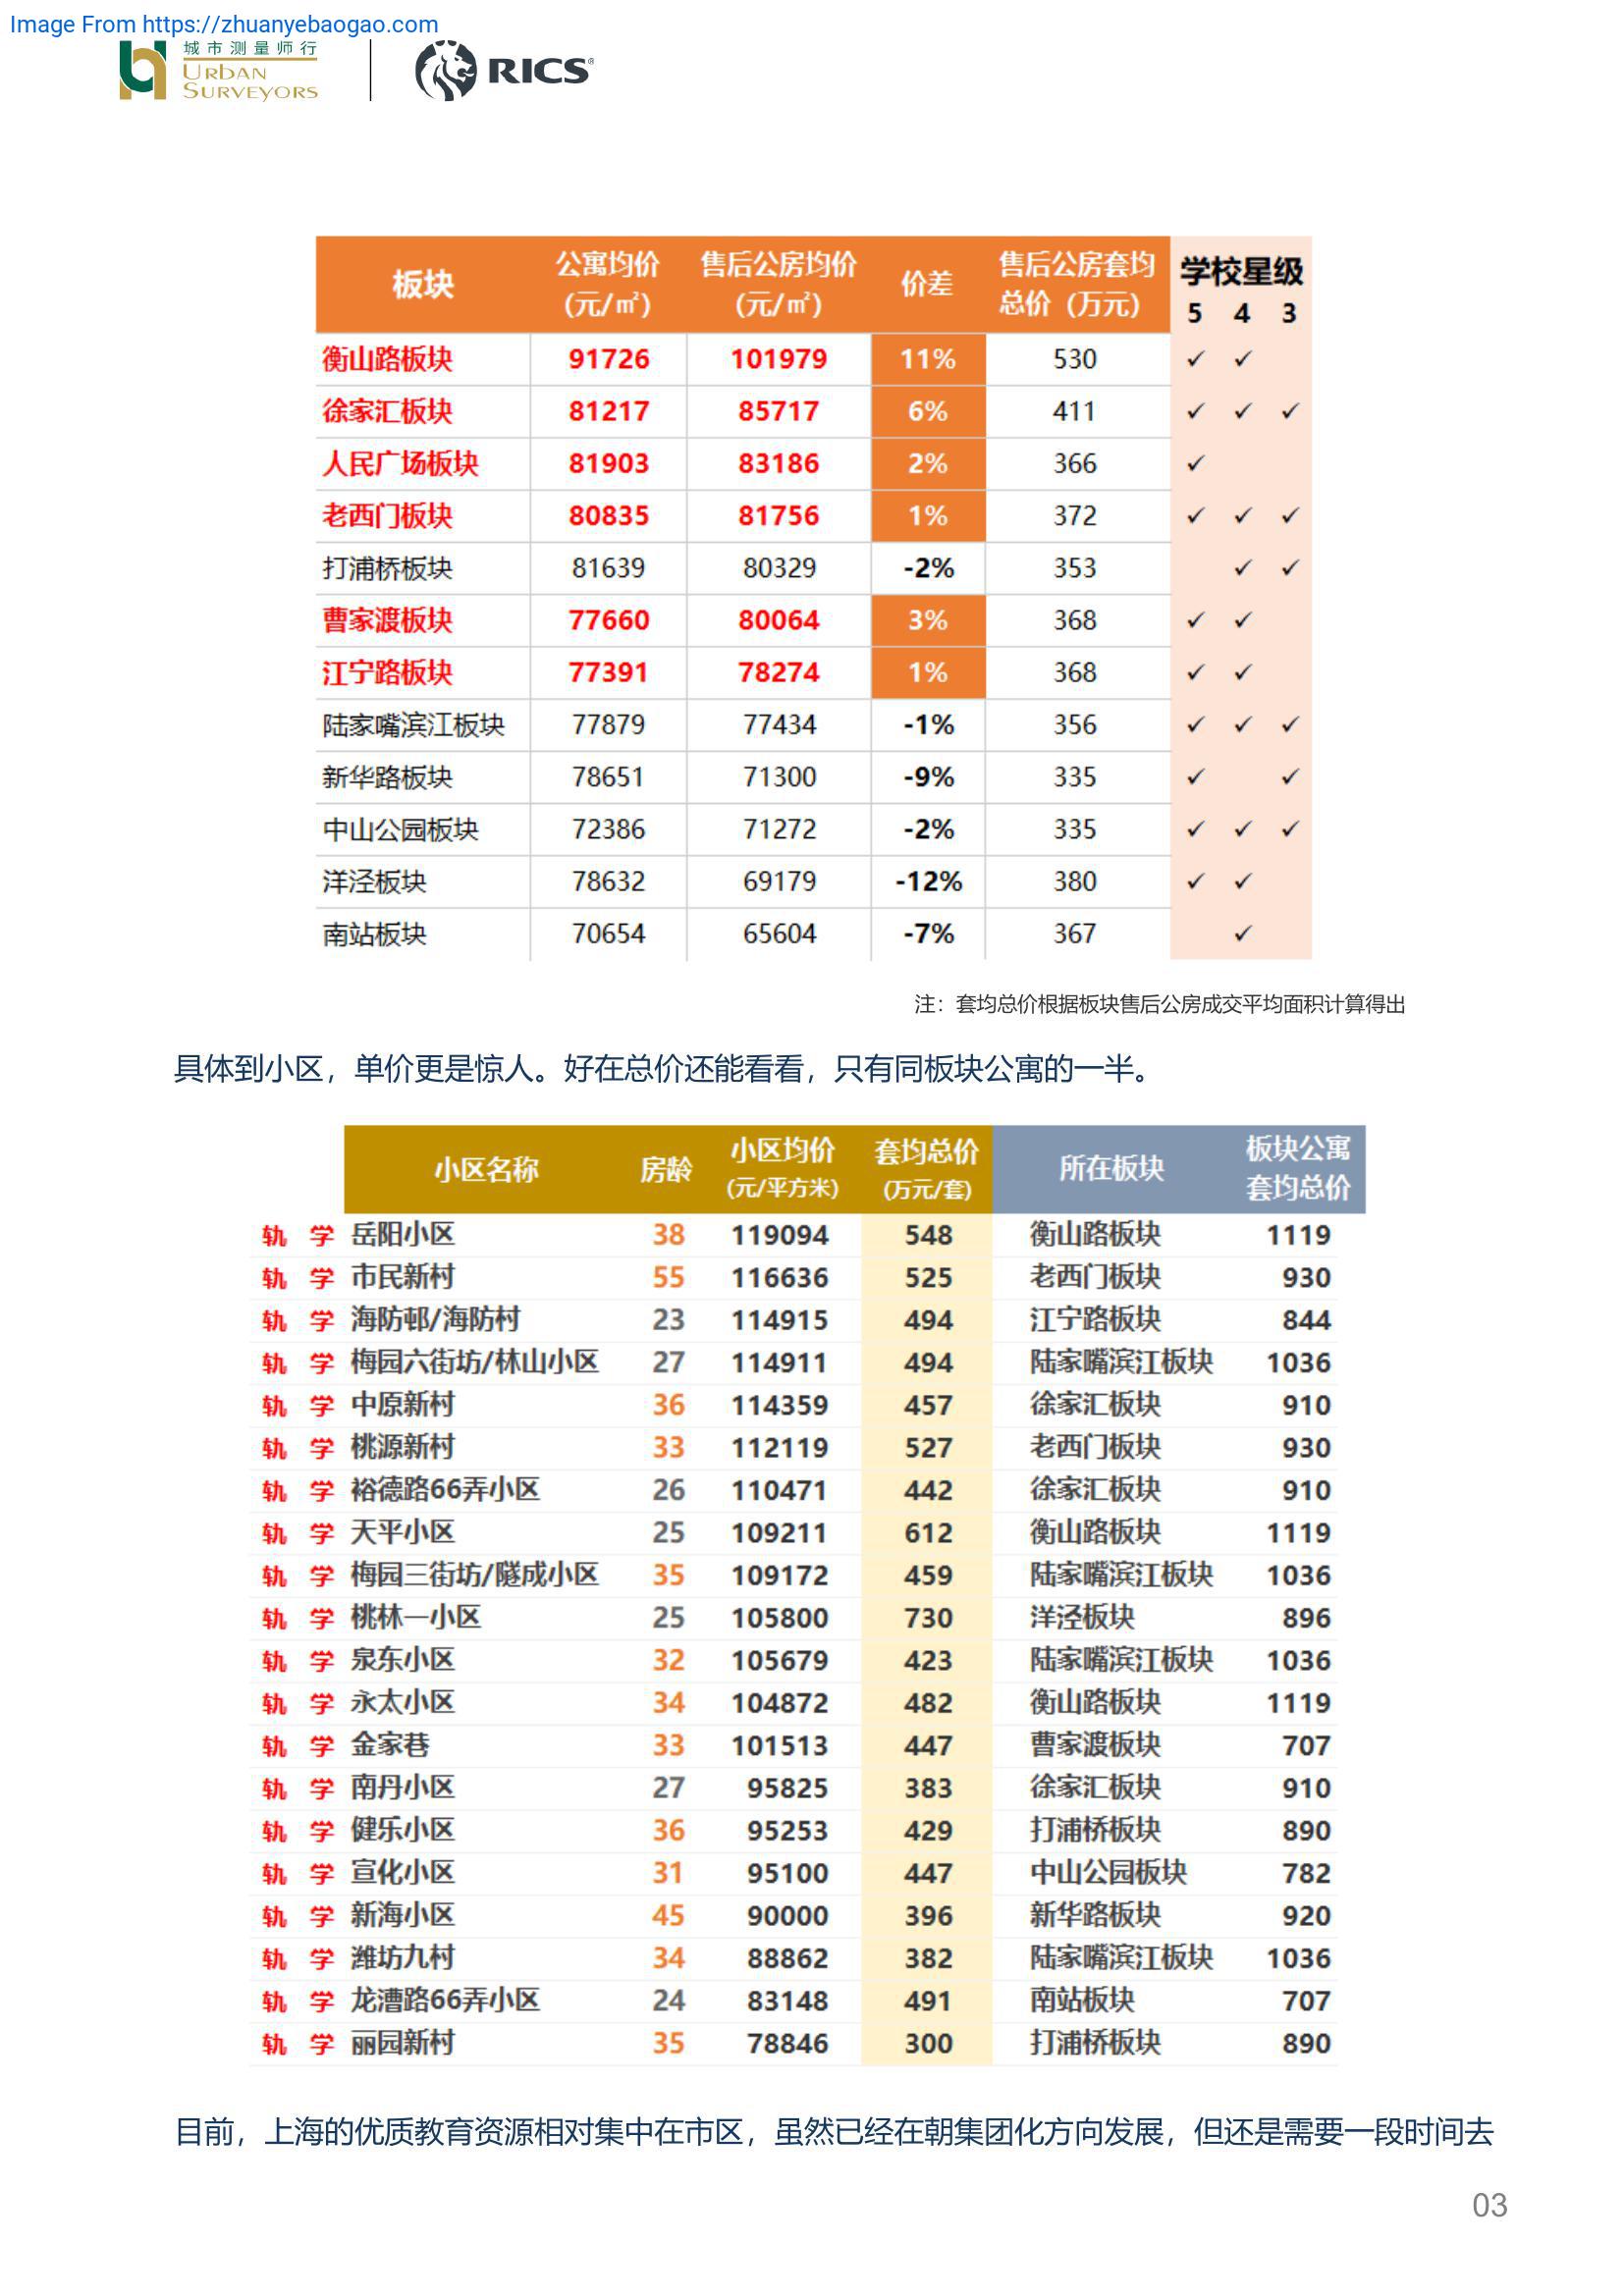 Image From https://zhuanyebaogao.com
城市测量师行
URBAN
SURVEYORS
RICS®
板块 公寓均价(元/㎡) 售后公房均价(元/㎡) 价差 售后公房套均总价（万元） 学校星级 5 4 3
衡山路板块 91726 101979 11% 530 ✓ ✓
徐家汇板块 81217 85717 6% 411 ✓ ✓ ✓
人民广场板块 81903 83186 2% 366 ✓
老西门板块 80835 81756 1% 372 ✓ ✓ ✓
打浦桥板块 81639 80329 -2% 353 ✓ ✓
曹家渡板块 77660 80064 3% 368 ✓ ✓
江宁路板块 77391 78274 1% 368 ✓ ✓
陆家嘴滨江板块 77879 77434 -1% 356 ✓ ✓ ✓
新华路板块 78651 71300 -9% 335 ✓ ✓
中山公园板块 72386 71272 -2% 335 ✓ ✓ ✓
洋泾板块 78632 69179 -12% 380 ✓ ✓
南站板块 70654 65604 -7% 367 ✓
注：套均总价根据板块售后公房成交平均面积计算得出
具体到小区，单价更是惊人。好在总价还能看看，只有同板块公寓的一半。
小区名称 房龄 小区均价(元/平方米) 套均总价(万元/套) 所在板块 板块公寓套均总价
轨 学 岳阳小区 38 119094 548 衡山路板块 1119
轨 学 市民新村 55 116636 525 老西门板块 930
轨 学 海防邨/海防村 23 114915 494 江宁路板块 844
轨 学 梅园六街坊/林山小区 27 114911 494 陆家嘴滨江板块 1036
轨 学 中原新村 36 114359 457 徐家汇板块 910
轨 学 桃源新村 33 112119 527 老西门板块 930
轨 学 裕德路66弄小区 26 110471 442 徐家汇板块 910
轨 学 天平小区 25 109211 612 衡山路板块 1119
轨 学 梅园三街坊/隧成小区 35 109172 459 陆家嘴滨江板块 1036
轨 学 桃林一小区 25 105800 730 洋泾板块 896
轨 学 泉东小区 32 105679 423 陆家嘴滨江板块 1036
轨 学 永太小区 34 104872 482 衡山路板块 1119
轨 学 金家巷 33 101513 447 曹家渡板块 707
轨 学 南丹小区 27 95825 383 徐家汇板块 910
轨 学 健乐小区 36 95253 429 打浦桥板块 890
轨 学 宣化小区 31 95100 447 中山公园板块 782
轨 学 新海小区 45 90000 396 新华路板块 920
轨 学 潍坊九村 34 88862 382 陆家嘴滨江板块 1036
轨 学 龙漕路66弄小区 24 83148 491 南站板块 707
轨 学 丽园新村 35 78846 300 打浦桥板块 890
目前，上海的优质教育资源相对集中在市区，虽然已经在朝集团化方向发展，但还是需要一段时间去
03